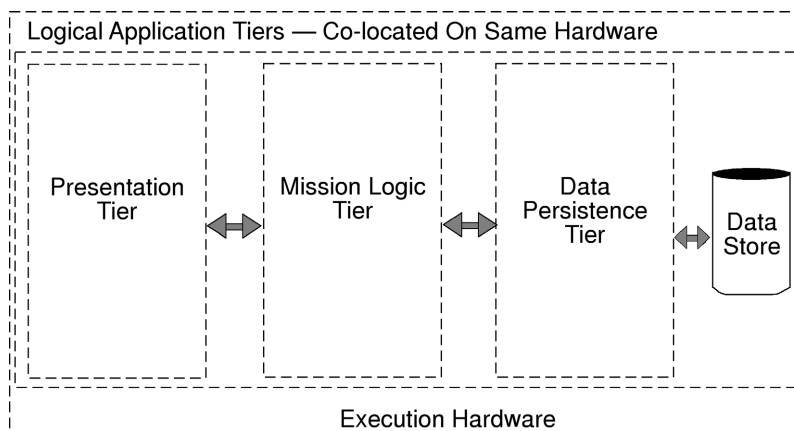 Logical Application Tiers — Co-located On Same Hardware
Presentation
Tier
Mission Logic
Tier
Data
Persistence
Tier
Data
Store
Execution Hardware